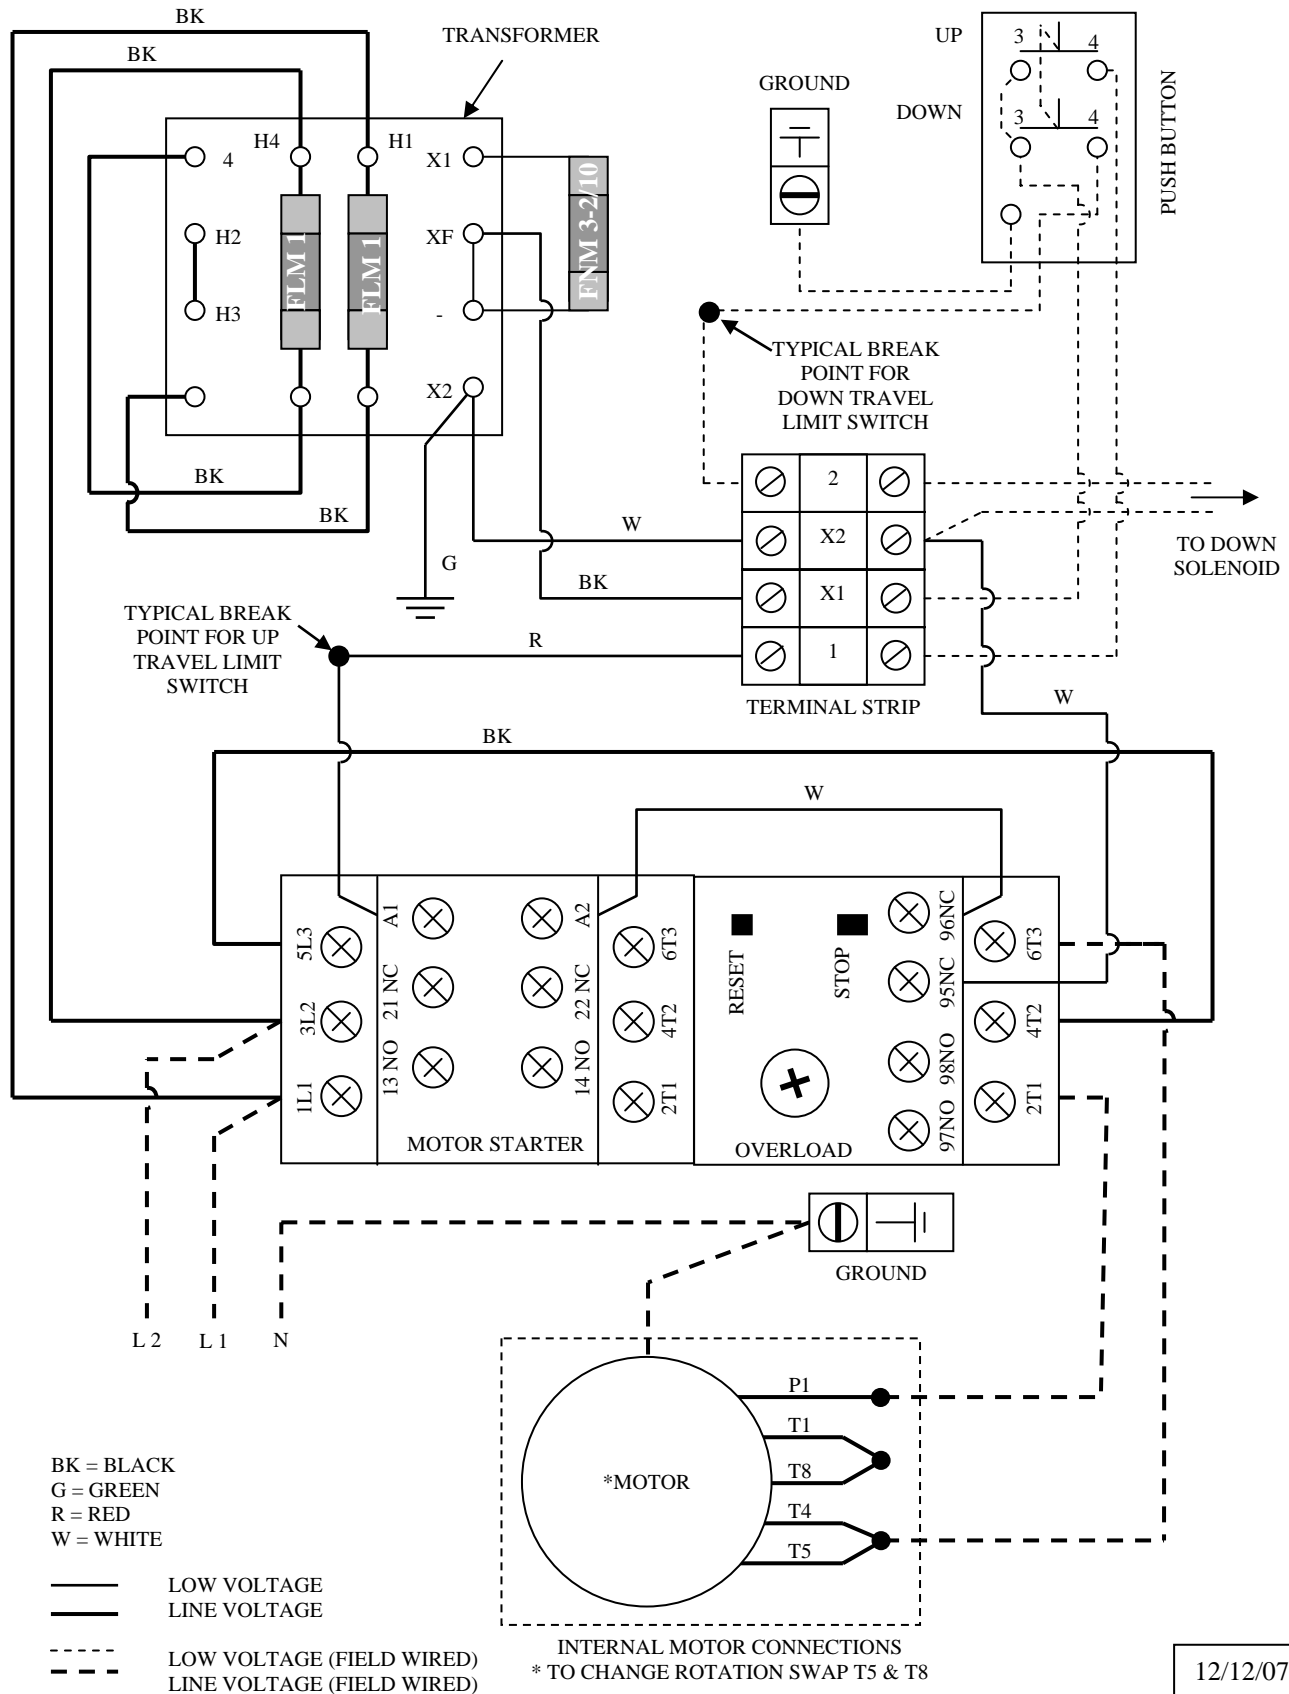 BK
BK
TRANSFORMER
UP
3
4
GROUND
DOWN
3
4
PUSH BUTTON
4
H4
H1
X1
H2
XF
H3
-
X2
FLM 1
FLM 1
FNM 3-2/10
TYPICAL BREAK
POINT FOR
DOWN TRAVEL
LIMIT SWITCH
BK
BK
W
G
BK
2
X2
X1
1
TO DOWN
SOLENOID
TYPICAL BREAK
POINT FOR UP
TRAVEL LIMIT
SWITCH
R
TERMINAL STRIP
W
BK
W
5L3
3L2
1L1
A1
21 NC
13 NO
A2
22 NC
14 NO
6T3
4T2
2T1
MOTOR STARTER
RESET
STOP
OVERLOAD
96NC
95NC
98NO
97NO
6T3
4T2
2T1
GROUND
L 2
L 1
N
*MOTOR
P1
T1
T8
T4
T5
BK = BLACK
G = GREEN
R = RED
W = WHITE
LOW VOLTAGE
LINE VOLTAGE
LOW VOLTAGE (FIELD WIRED)
LINE VOLTAGE (FIELD WIRED)
INTERNAL MOTOR CONNECTIONS
* TO CHANGE ROTATION SWAP T5 & T8
12/12/07